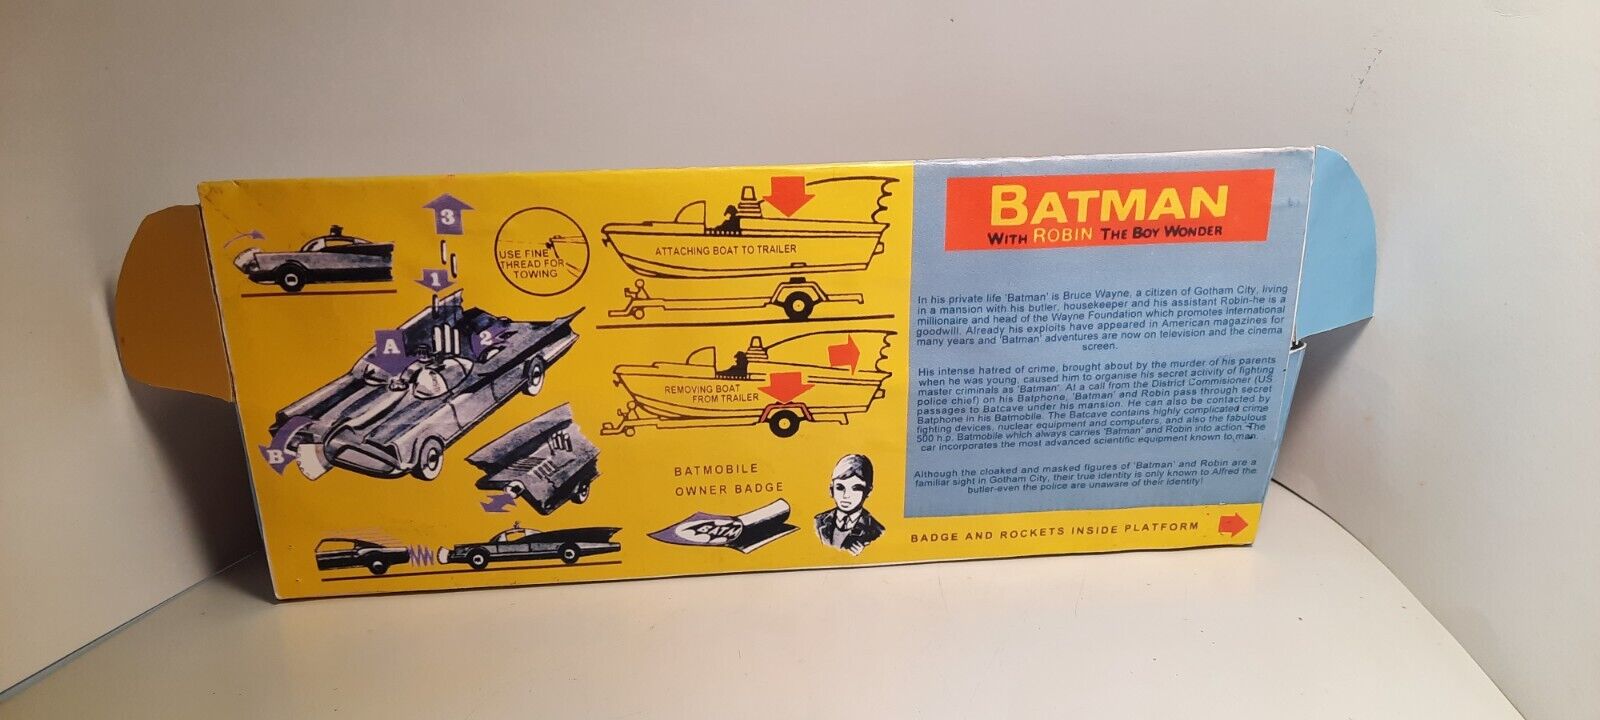 3
1
A
2
B
USE FINE
THREAD FOR
TOWING
ATTACHING BOAT TO TRAILER
REMOVING BOAT
FROM TRAILER
BATMOBILE
OWNER BADGE
BATM
BATMAN
WITH ROBIN THE BOY WONDER
In his private life 'Batman' is Bruce Wayne, a citizen of Gotham City, living
in a mansion with his butler, housekeeper and his assistant Robin-he is a
millionaire and head of the Wayne Foundation which promotes International
goodwill. Already his exploits have appeared in American magazines for
many years and 'Batman' adventures are now on television and the cinema
screen.
His intense hatred of crime, brought about by the murder of his parents
when he was young, caused him to organise his secret activity of fighting
master criminals as 'Batman'. At a call from the District Commisioner (US
police chief) on his Batphone, 'Batman' and Robin pass through secret
passages to Batcave under his mansion. He can also be contacted by
Batphone in his Batmobile. The Batcave contains highly complicated crime
fighting devices, nuclear equipment and computers, and also the fabulous
500 h.p. Batmobile which always carries 'Batman' and Robin into action. The
car incorporates the most advanced scientific equipment known to man.
Although the cloaked and masked figures of 'Batman' and Robin are a
familiar sight in Gotham City, their true identity is only known to Alfred the
butler-even the police are unaware of their identity!
BADGE AND ROCKETS INSIDE PLATFORM